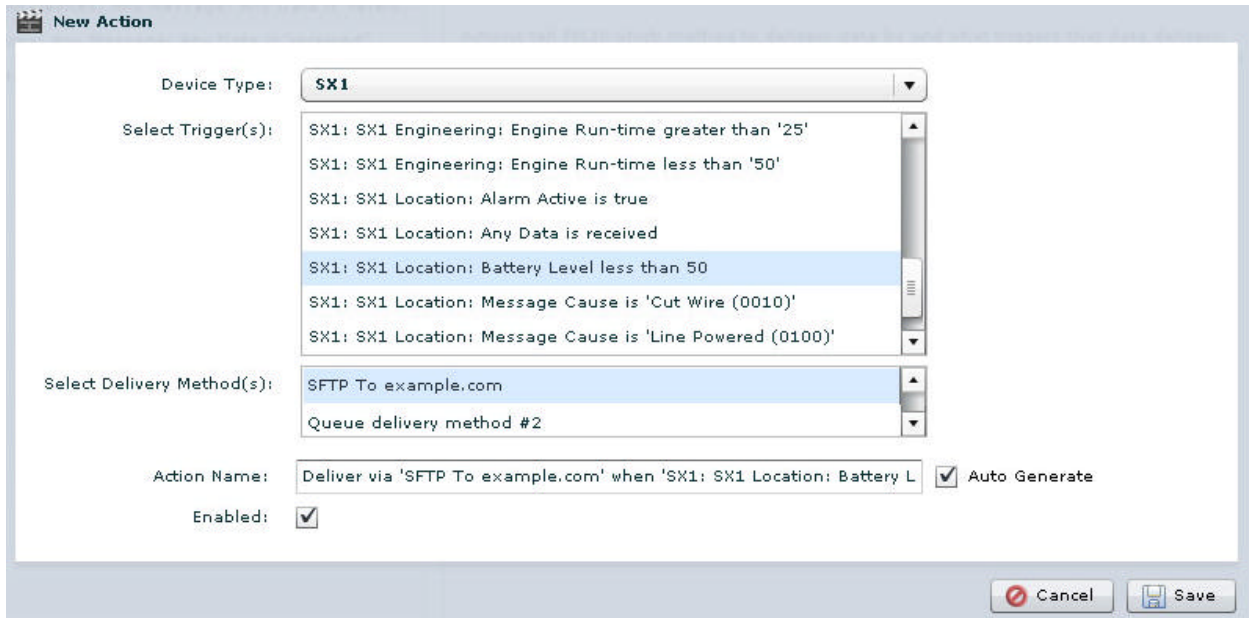 New Action
Device Type: SX1
Select Trigger(s):
SX1: SX1 Engineering: Engine Run-time greater than '25'
SX1: SX1 Engineering: Engine Run-time less than '50'
SX1: SX1 Location: Alarm Active is true
SX1: SX1 Location: Any Data is received
SX1: SX1 Location: Battery Level less than 50
SX1: SX1 Location: Message Cause is 'Cut Wire (0010)'
SX1: SX1 Location: Message Cause is 'Line Powered (0100)'
Select Delivery Method(s):
SFTP To example.com
Queue delivery method #2
Action Name: Deliver via 'SFTP To example.com' when 'SX1: SX1 Location: Battery L Auto Generate
Enabled:
Cancel Save